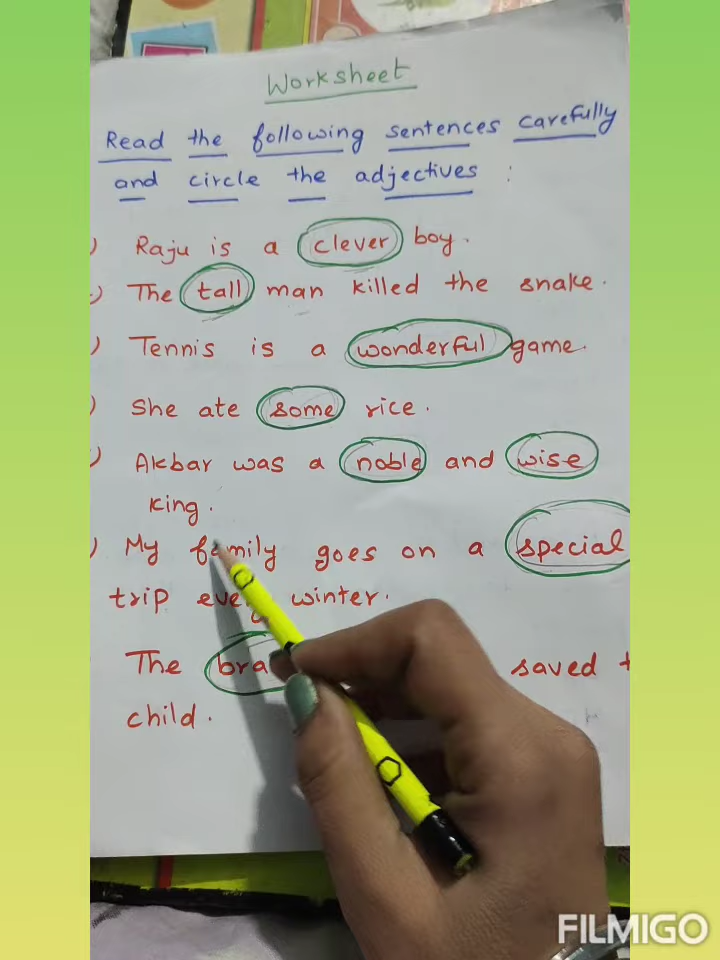 Worksheet
Read the following sentences carefully
and circle the adjectives :
) Raju is a clever boy.
) The tall man killed the snake.
) Tennis is a wonderful game.
) She ate some rice.
) Akbar was a noble and wise
king.
) My family goes on a special
trip every winter.
The saved
child.
FILMIGO